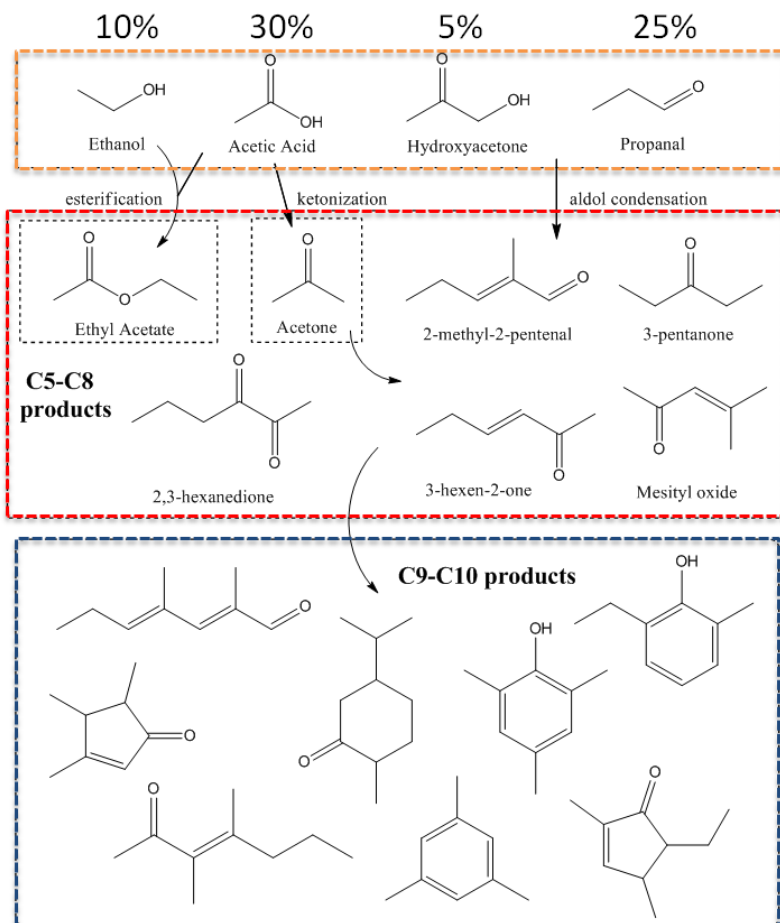 10% 30% 5% 25%
OH O OH O OH O
Ethanol Acetic Acid Hydroxyacetone Propanal
esterification ketonization aldol condensation
O O O O O
O
Ethyl Acetate Acetone 2-methyl-2-pentenal 3-pentanone
C5-C8
products
O O O O
2,3-hexanedione 3-hexen-2-one Mesityl oxide
C9-C10 products
O OH OH
O O
O O